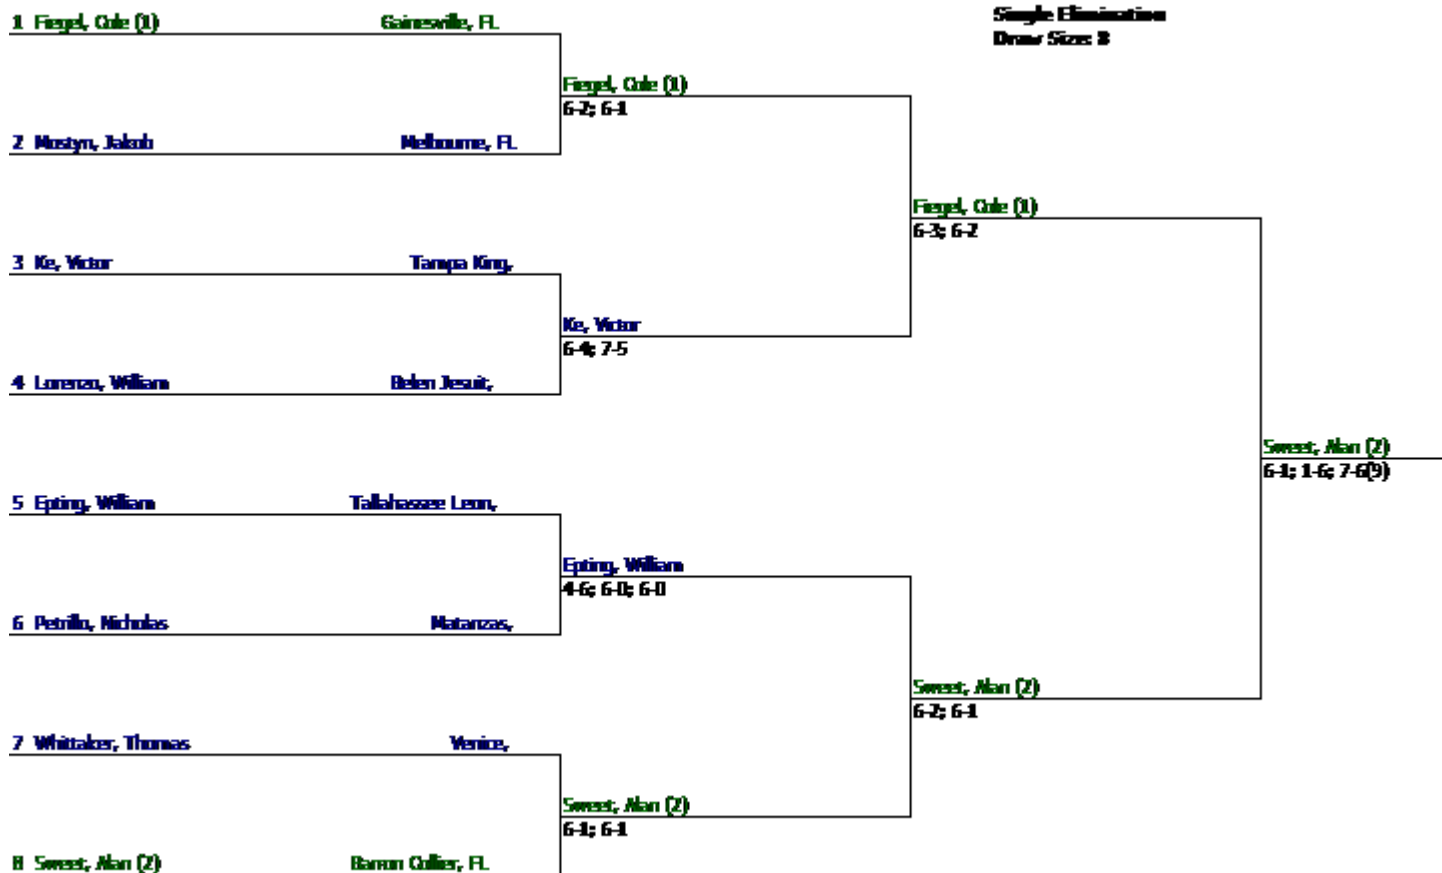 Single Elimination
Draw Size: 8
1 Fiegel, Cole (1) Gainesville, FL
Fiegel, Cole (1)
6-2; 6-1
2 Mostyn, Jakob Melbourne, FL
Fiegel, Cole (1)
6-3; 6-2
3 Ke, Victor Tampa King,
Ke, Victor
6-4; 7-5
4 Lorenzo, William Belen Jesuit,
Sweet, Alan (2)
6-1; 1-6; 7-6(9)
5 Epting, William Tallahassee Leon,
Epting, William
4-6; 6-0; 6-0
6 Petrillo, Nicholas Matanzas,
Sweet, Alan (2)
6-2; 6-1
7 Whittaker, Thomas Venice,
Sweet, Alan (2)
6-1; 6-1
8 Sweet, Alan (2) Barron Collier, FL